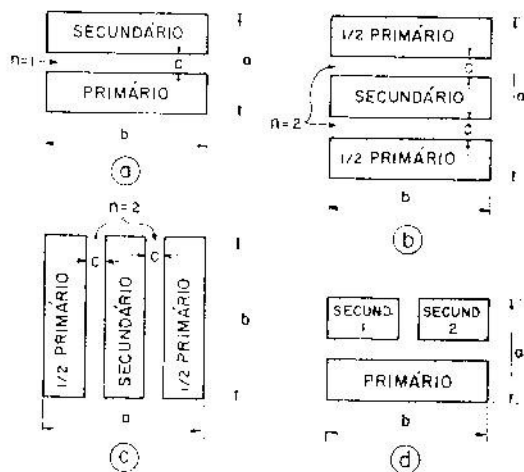 SECUNDÁRIO
n=1
c
a
PRIMÁRIO
b
a
1/2 PRIMÁRIO
c
a
SECUNDÁRIO
n=2
c
1/2 PRIMÁRIO
b
b
n=2
c
c
1/2 PRIMÁRIO
SECUNDÁRIO
1/2 PRIMÁRIO
b
a
c
SECUND. 1
SECUND 2
a
PRIMÁRIO
b
d